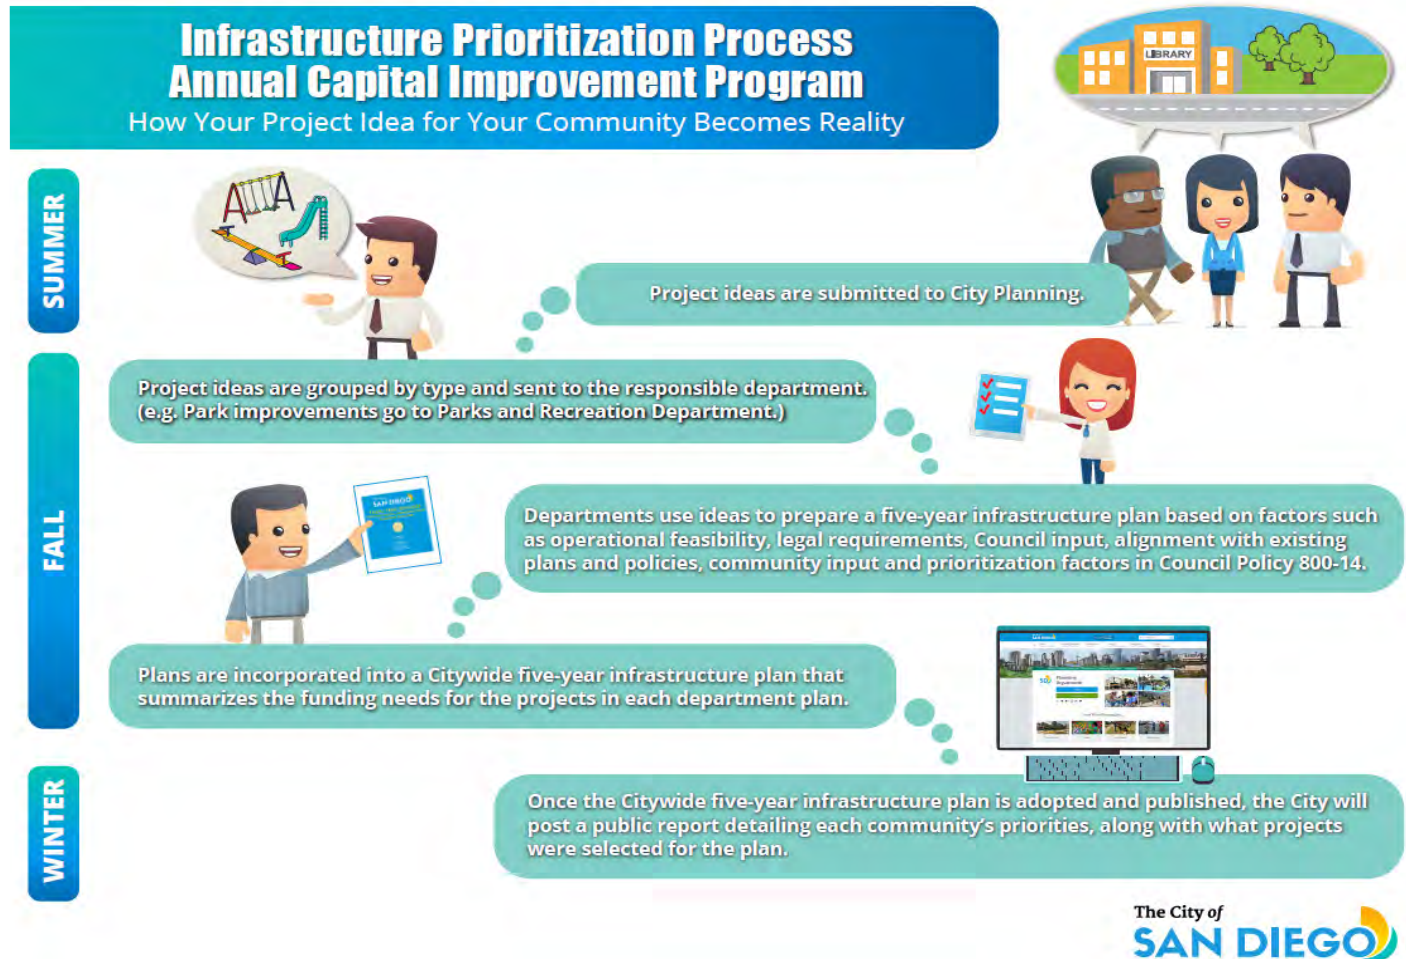 Infrastructure Prioritization Process
Annual Capital Improvement Program
How Your Project Idea for Your Community Becomes Reality
LIBRARY
SUMMER
Project ideas are submitted to City Planning.
Project ideas are grouped by type and sent to the responsible department.
(e.g. Park improvements go to Parks and Recreation Department.)
FALL
SAN DIEGO
Departments use ideas to prepare a five-year infrastructure plan based on factors such
as operational feasibility, legal requirements, Council input, alignment with existing
plans and policies, community input and prioritization factors in Council Policy 800-14.
Plans are incorporated into a Citywide five-year infrastructure plan that
summarizes the funding needs for the projects in each department plan.
WINTER
Once the Citywide five-year infrastructure plan is adopted and published, the City will
post a public report detailing each community's priorities, along with what projects
were selected for the plan.
The City of
SAN DIEGO